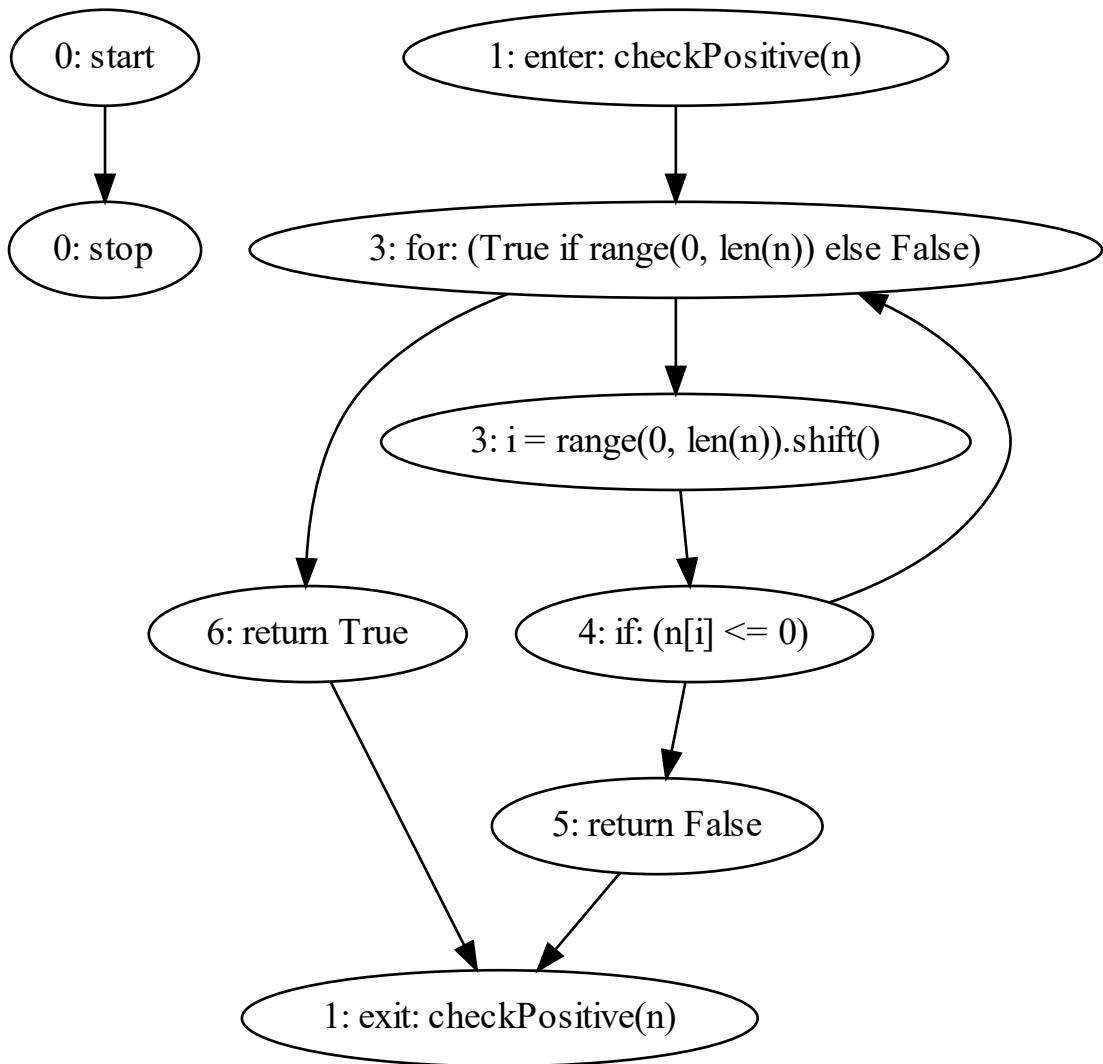 0: start
1: enter: checkPositive(n)
0: stop
3: for: (True if range(0, len(n)) else False)
3: i = range(0, len(n)).shift()
6: return True
4: if: (n[i] <= 0)
5: return False
1: exit: checkPositive(n)